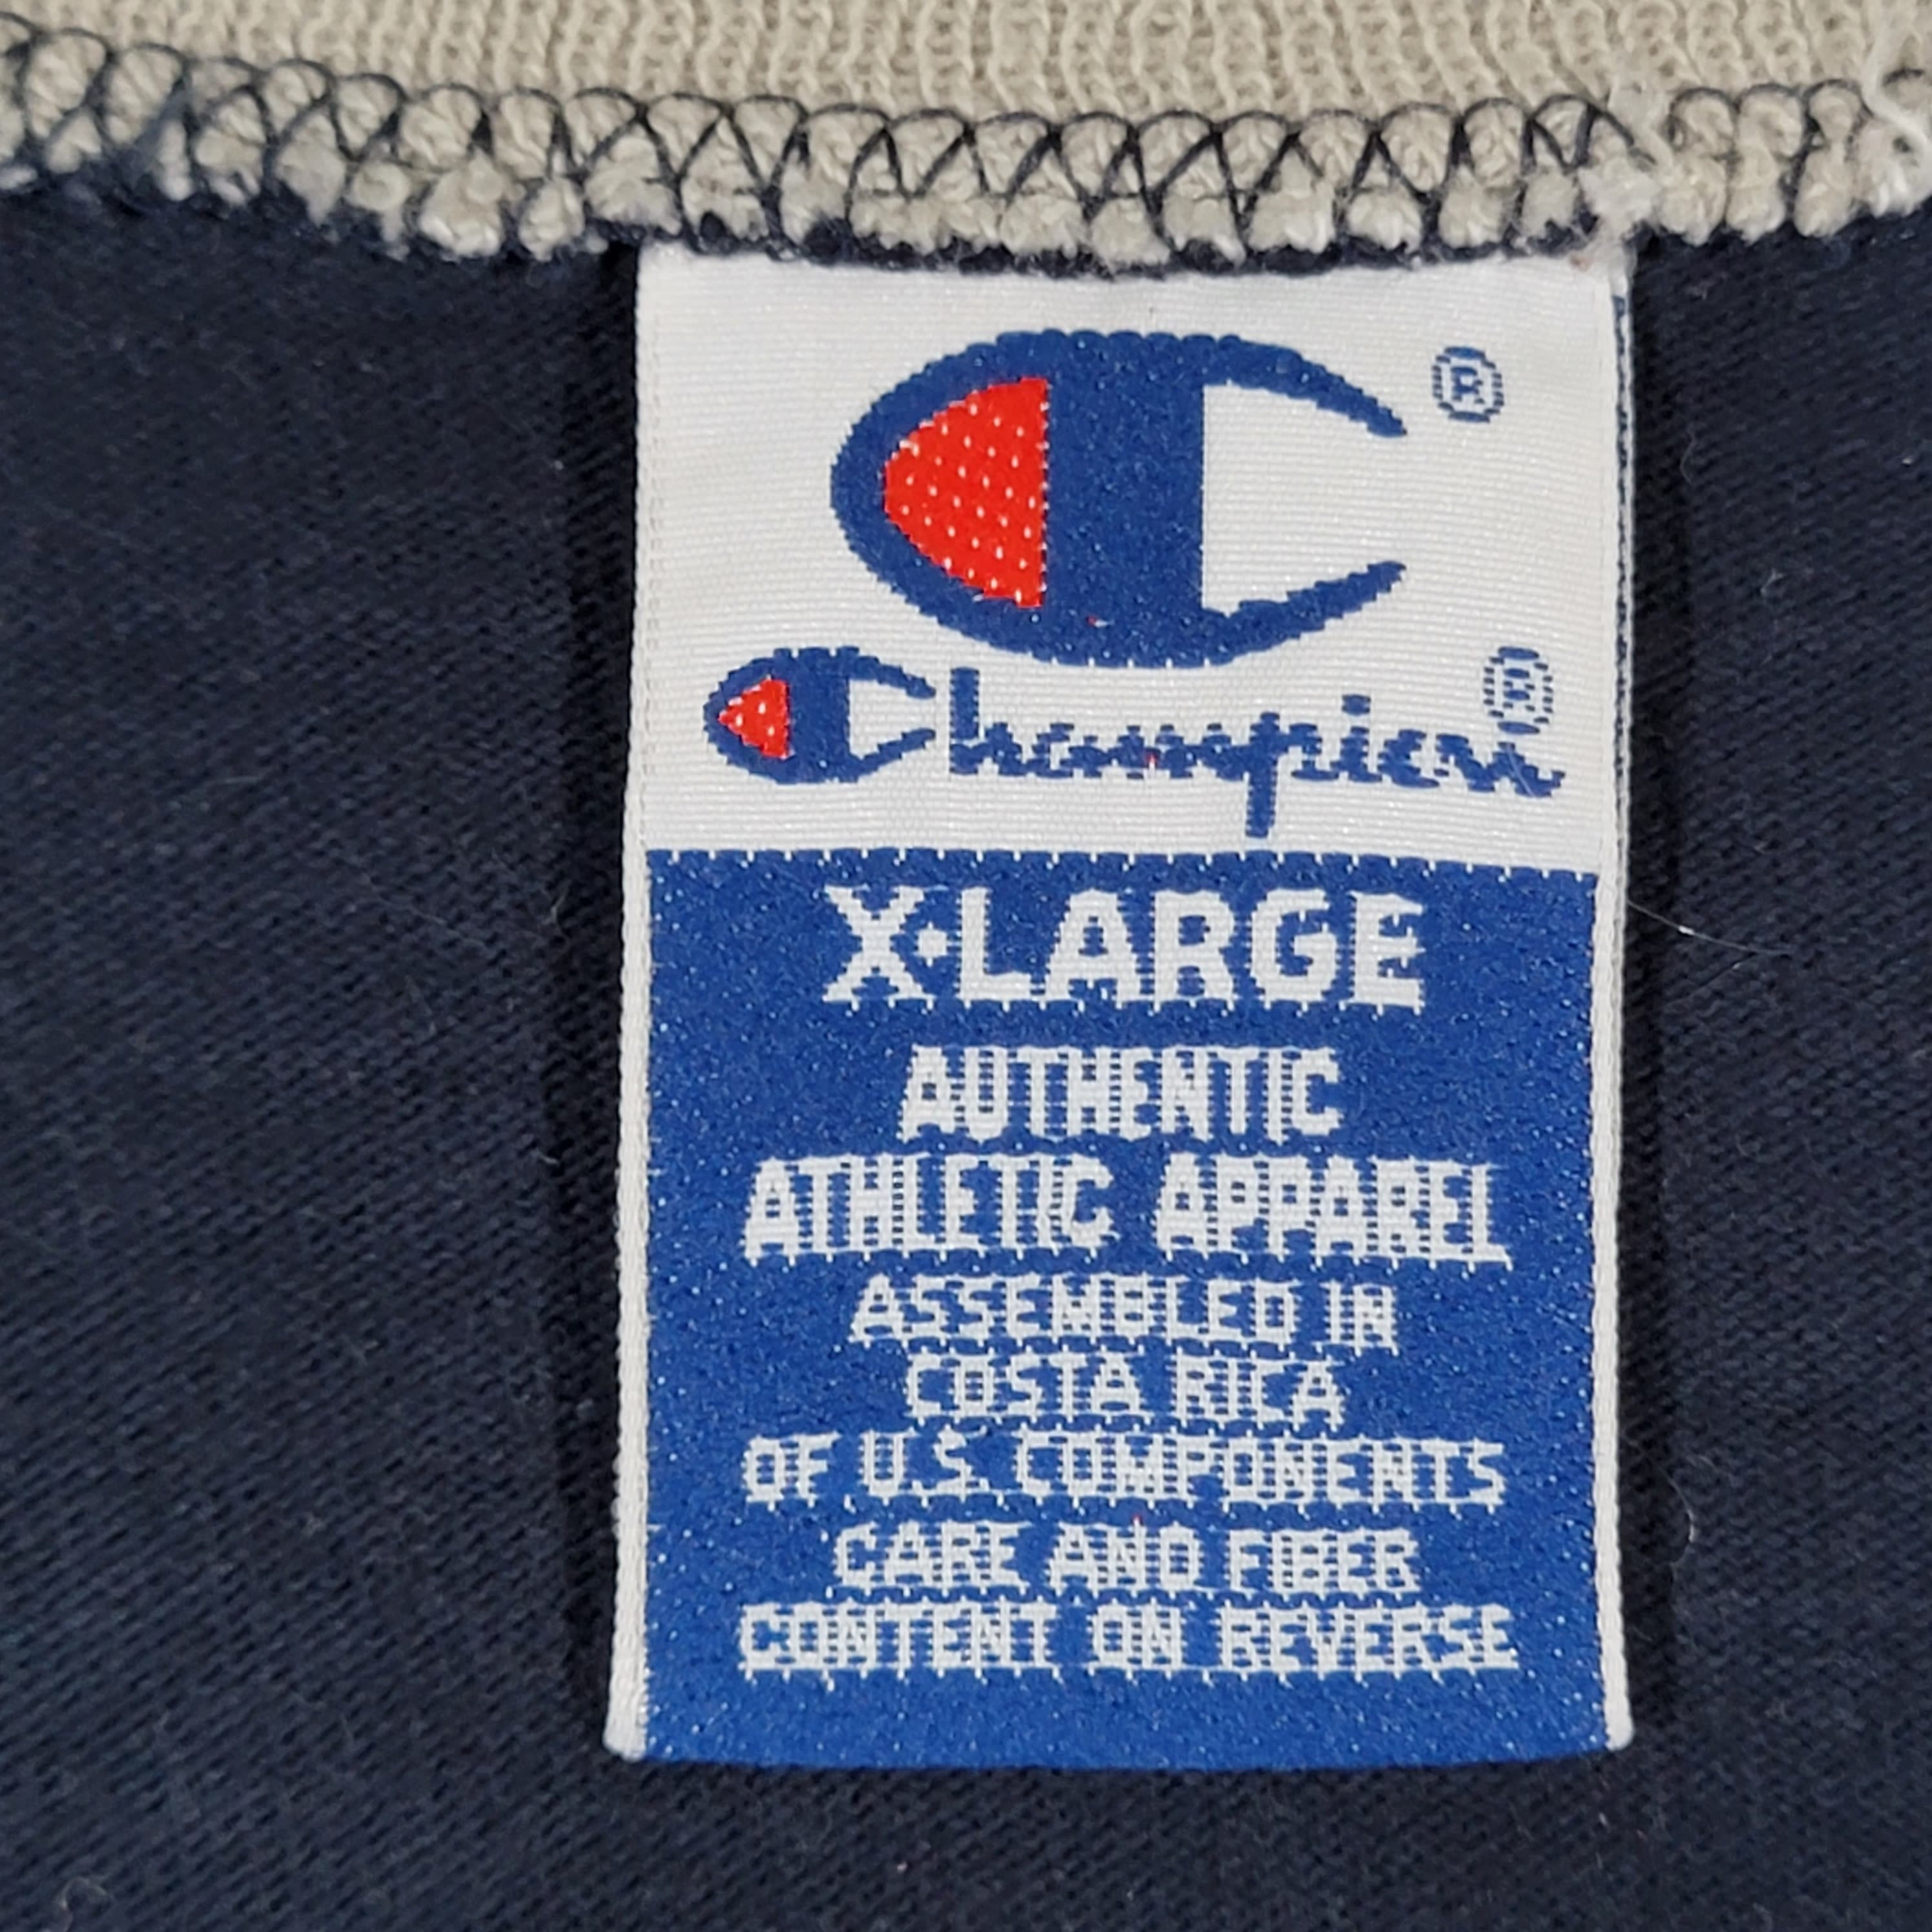 ®
Champion®
X-LARGE
AUTHENTIC
ATHLETIC APPAREL
ASSEMBLED IN
COSTA RICA
OF U.S. COMPONENTS
CARE AND FIBER
CONTENT ON REVERSE